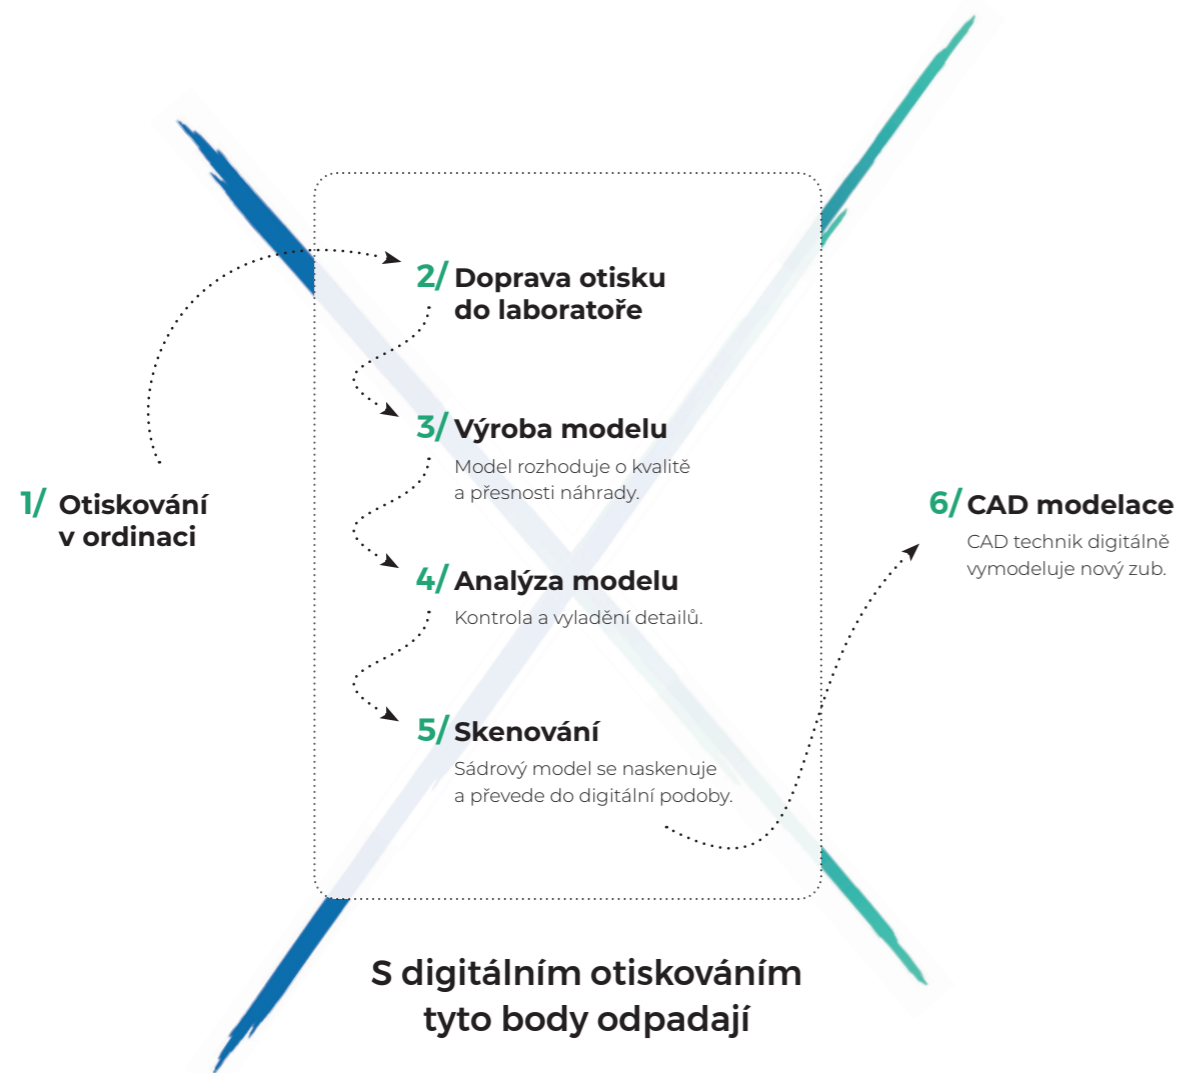 1/ Otiskování
v ordinaci
2/ Doprava otisku
do laboratoře
3/ Výroba modelu
Model rozhoduje o kvalitě
a přesnosti náhrady.
4/ Analýza modelu
Kontrola a vyladění detailů.
5/ Skenování
Sádrový model se naskenuje
a převede do digitální podoby.
6/ CAD modelace
CAD technik digitálně
vymodeluje nový zub.
S digitálním otiskováním
tyto body odpadají